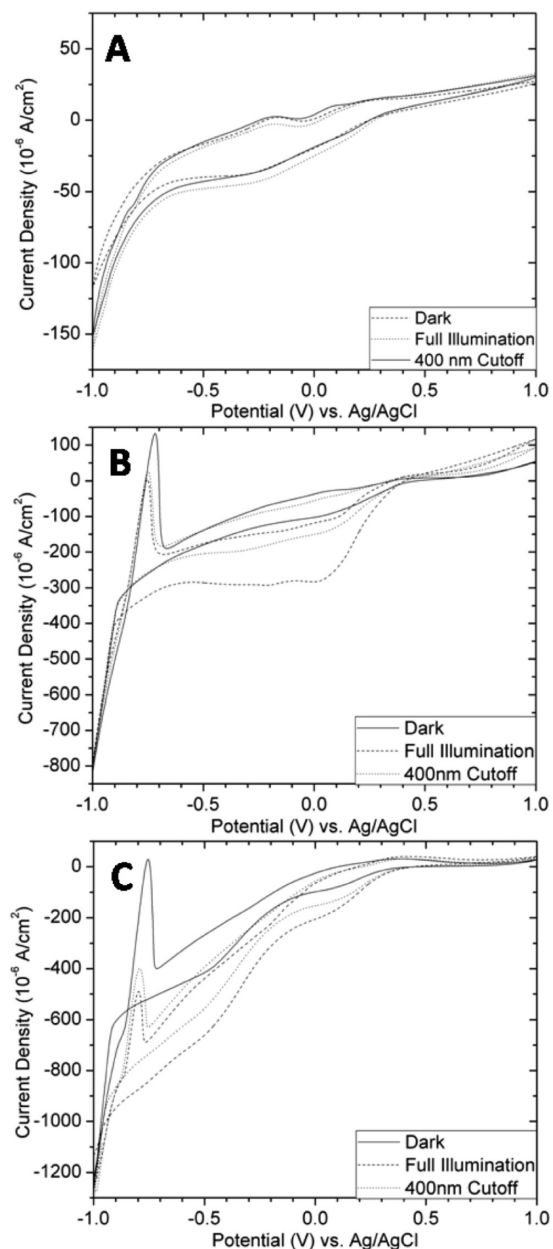 A
50
0
-50
-100
-150
Current Density (10⁻⁶ A/cm²)
Dark
Full Illumination
400 nm Cutoff
-1.0 -0.5 0.0 0.5 1.0
Potential (V) vs. Ag/AgCl
B
100
0
-100
-200
-300
-400
-500
-600
-700
-800
Current Density (10⁻⁶ A/cm²)
Dark
Full Illumination
400nm Cutoff
-1.0 -0.5 0.0 0.5 1.0
Potential (V) vs. Ag/AgCl
C
0
-200
-400
-600
-800
-1000
-1200
Current Density (10⁻⁶ A/cm²)
Dark
Full Illumination
400nm Cutoff
-1.0 -0.5 0.0 0.5 1.0
Potential (V) vs. Ag/AgCl